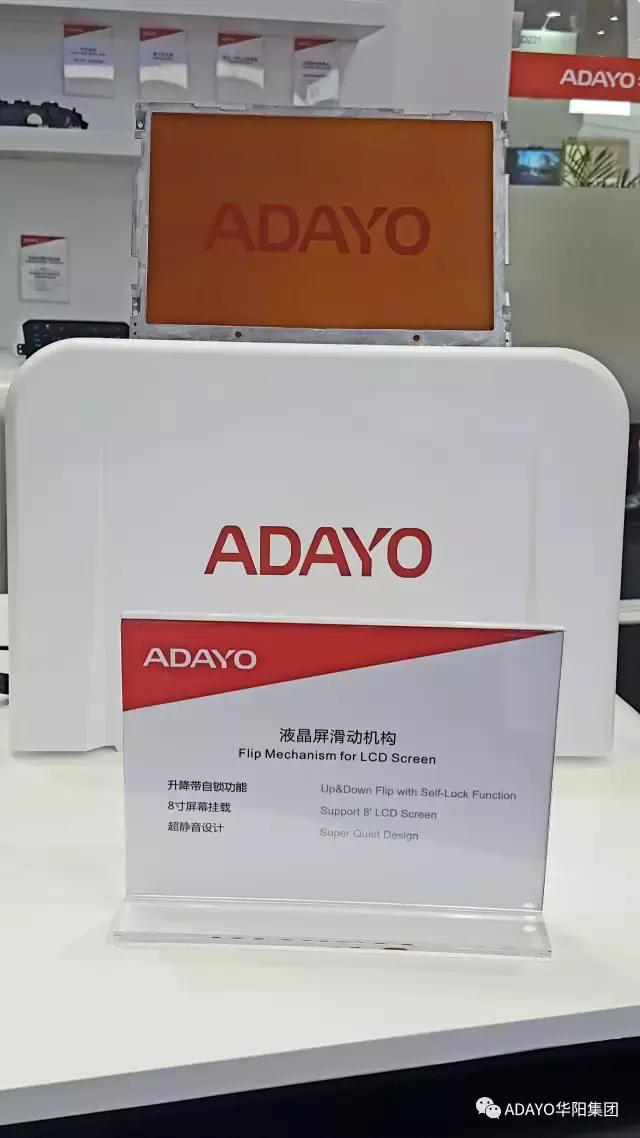 D231
ADAYO
ADAYO
ADAYO
ADAYO
液晶屏滑动机构
Flip Mechanism for LCD Screen
升降带自锁功能 Up&Down Flip with Self-Lock Function
8寸屏幕挂载 Support 8' LCD Screen
超静音设计 Super Quiet Design
ADAYO华阳集团